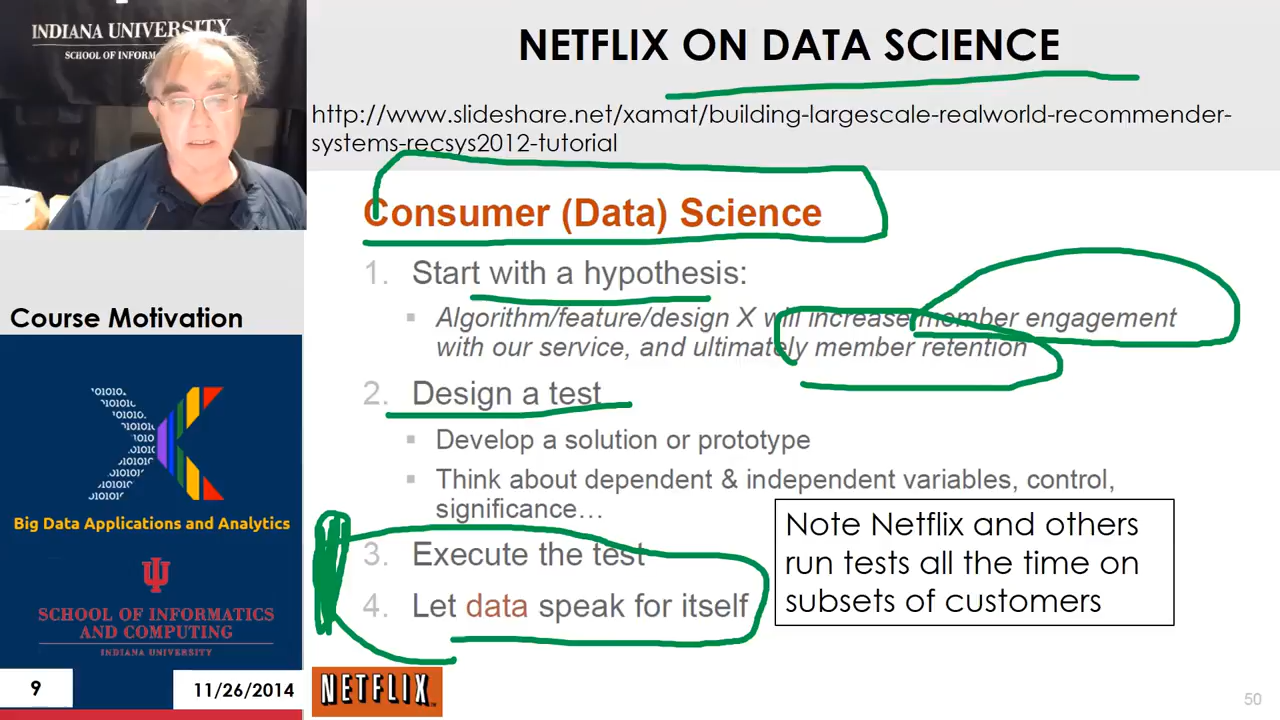 INDIANA UNIVERSITY
SCHOOL OF INFORM
NETFLIX ON DATA SCIENCE
http://www.slideshare.net/xamat/building-largescale-realworld-recommender-
systems-recsys2012-tutorial
Consumer (Data) Science
1. Start with a hypothesis:
▪ Algorithm/feature/design X will increase member engagement
with our service, and ultimately member retention
2. Design a test
▪ Develop a solution or prototype
▪ Think about dependent & independent variables, control,
significance…
3. Execute the test
4. Let data speak for itself
Note Netflix and others
run tests all the time on
subsets of customers
Course Motivation
Big Data Applications and Analytics
SCHOOL OF INFORMATICS
AND COMPUTING
INDIANA UNIVERSITY
9
11/26/2014
NETFLIX
50